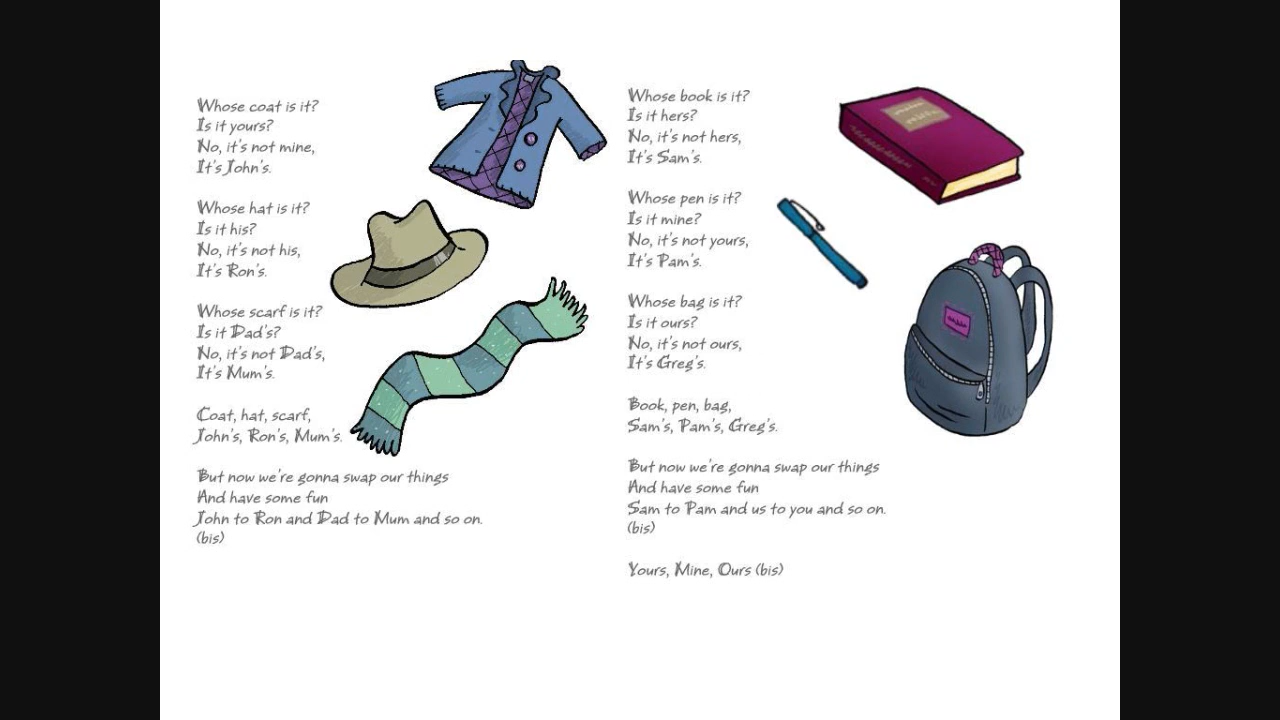 Whose coat is it?
Is it yours?
No, it's not mine,
It's John's.
Whose hat is it?
Is it his?
No, it's not his,
It's Ron's.
Whose scarf is it?
Is it Dad's?
No, it's not Dad's,
It's Mum's.
Coat, hat, scarf,
John's, Ron's, Mum's.
But now we're gonna swap our things
And have some fun
John to Ron and Dad to Mum and so on.
(bis)
Whose book is it?
Is it hers?
No, it's not hers,
It's Sam's.
Whose pen is it?
Is it mine?
No, it's not yours,
It's Pam's.
Whose bag is it?
Is it ours?
No, it's not ours,
It's Greg's.
Book, pen, bag,
Sam's, Pam's, Greg's.
But now we're gonna swap our things
And have some fun
Sam to Pam and us to you and so on.
(bis)
Yours, Mine, Ours (bis)